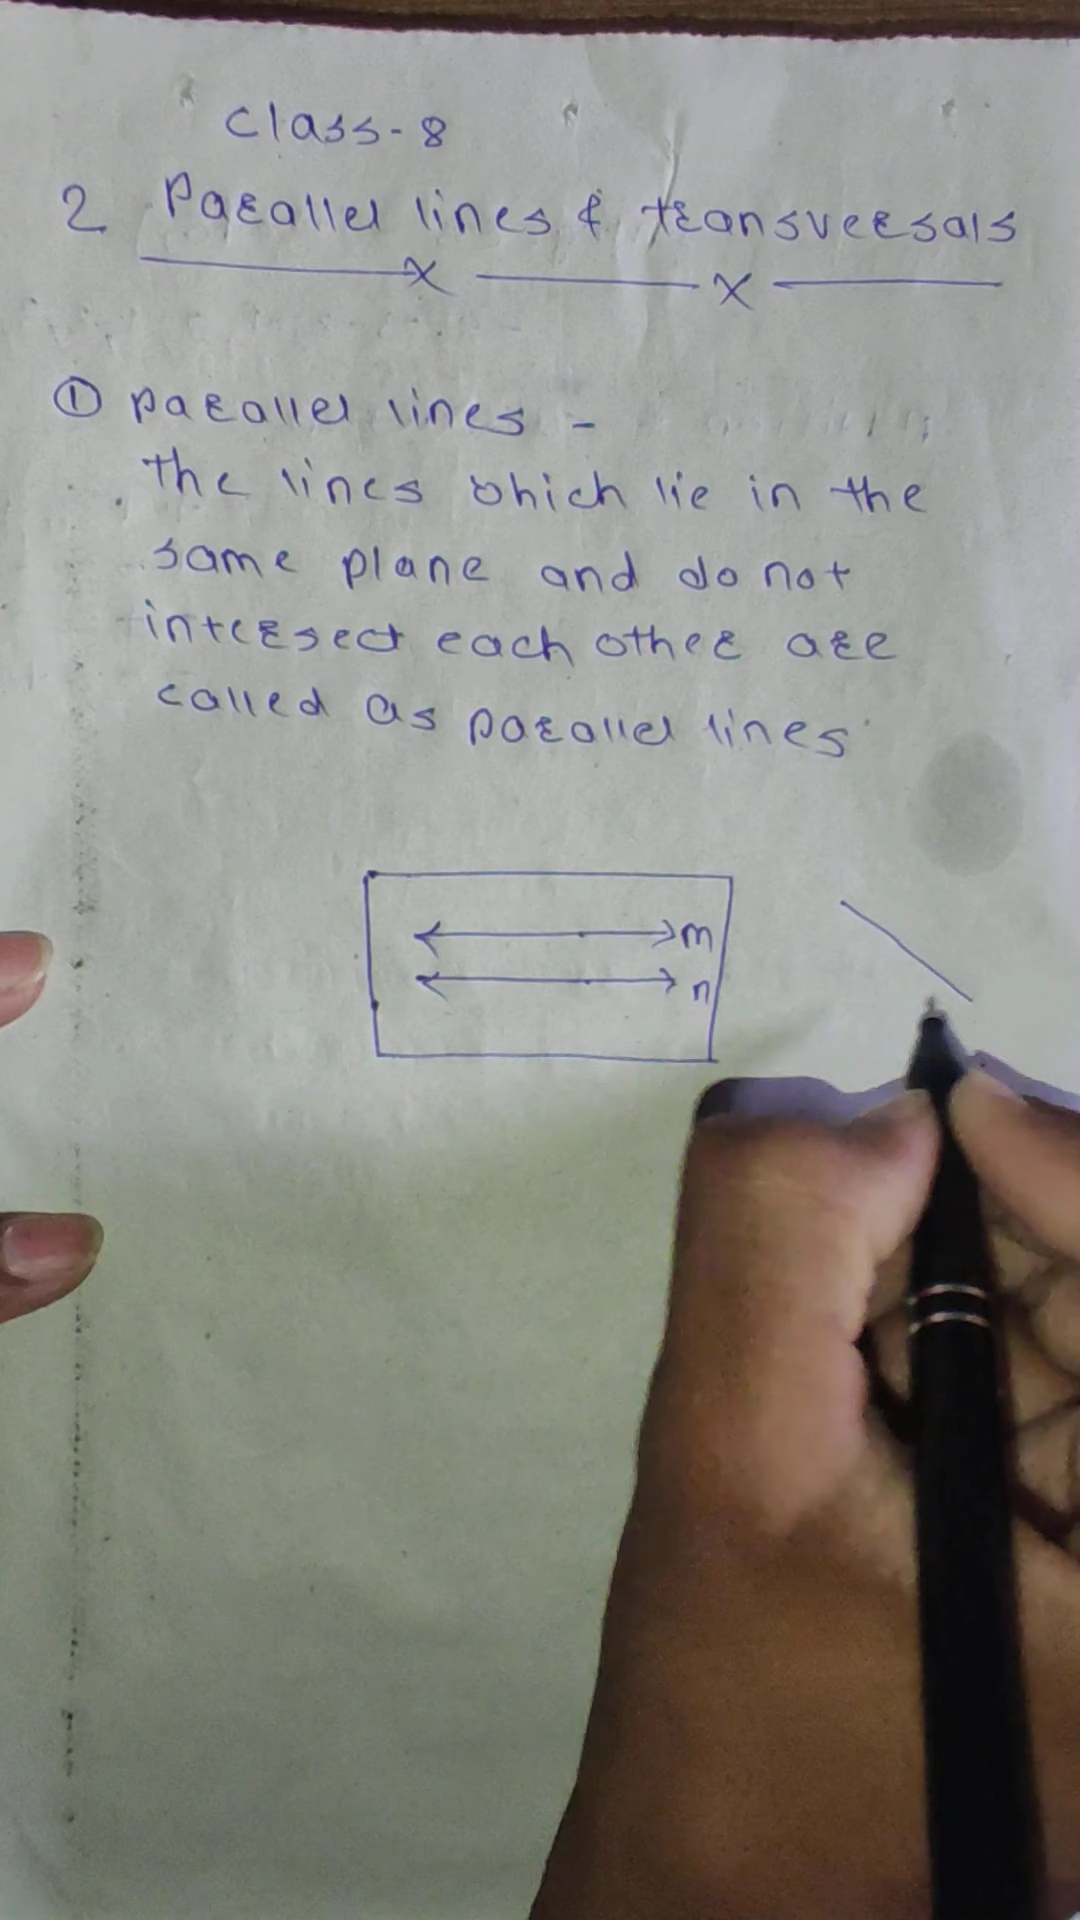 Class-8
2 Parallel lines & transversals
① parallel lines -
the lines which lie in the
same plane and do not
intersect each other are
called as parallel lines
m
n